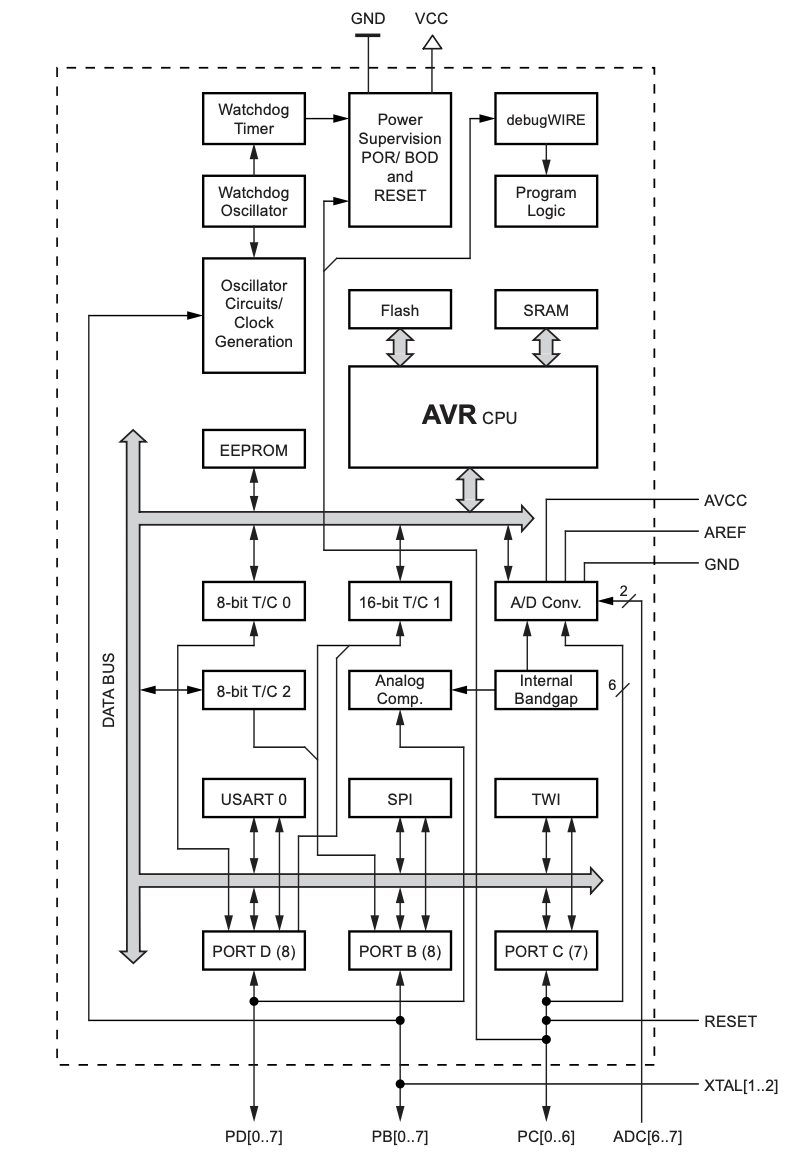 GND
VCC
Watchdog
Timer
Power
Supervision
POR/ BOD
and
RESET
debugWIRE
Watchdog
Oscillator
Program
Logic
Oscillator
Circuits/
Clock
Generation
Flash
SRAM
AVR CPU
EEPROM
AVCC
AREF
GND
8-bit T/C 0
16-bit T/C 1
A/D Conv.
2
DATA BUS
8-bit T/C 2
Analog
Comp.
Internal
Bandgap
6
USART 0
SPI
TWI
PORT D (8)
PORT B (8)
PORT C (7)
RESET
XTAL[1..2]
PD[0..7]
PB[0..7]
PC[0..6]
ADC[6..7]